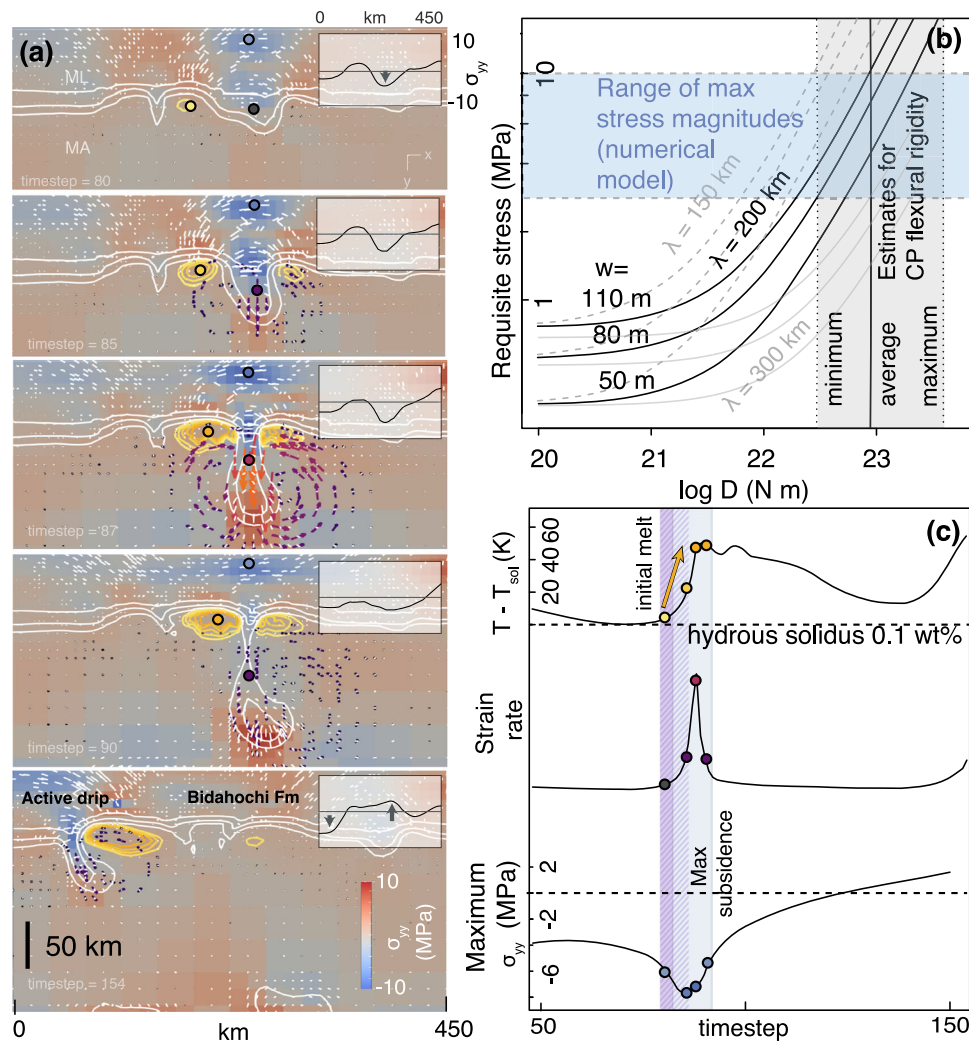 (a)
0 km 450
10
σyy
-10
ML
MA
x
y
timestep = 80
timestep = 85
timestep = 87
timestep = 90
Active drip
Bidahochi Fm
10
σyy
(MPa)
-10
50 km
timestep = 154
0
km
450
(b)
Requisite stress (MPa)
10
1
Range of max
stress magnitudes
(numerical
model)
λ = 150 km
λ = 200 km
λ = 300 km
w=
110 m
80 m
50 m
Estimates for
CP flexural rigidity
minimum
average
maximum
20 21 22 23
log D (N m)
(c)
T - Tsol (K)
20 40 60
initial melt
hydrous solidus 0.1 wt%
Strain
rate
Max
subsidence
Maximum
σyy (MPa)
2
-2
-6
50
timestep
150